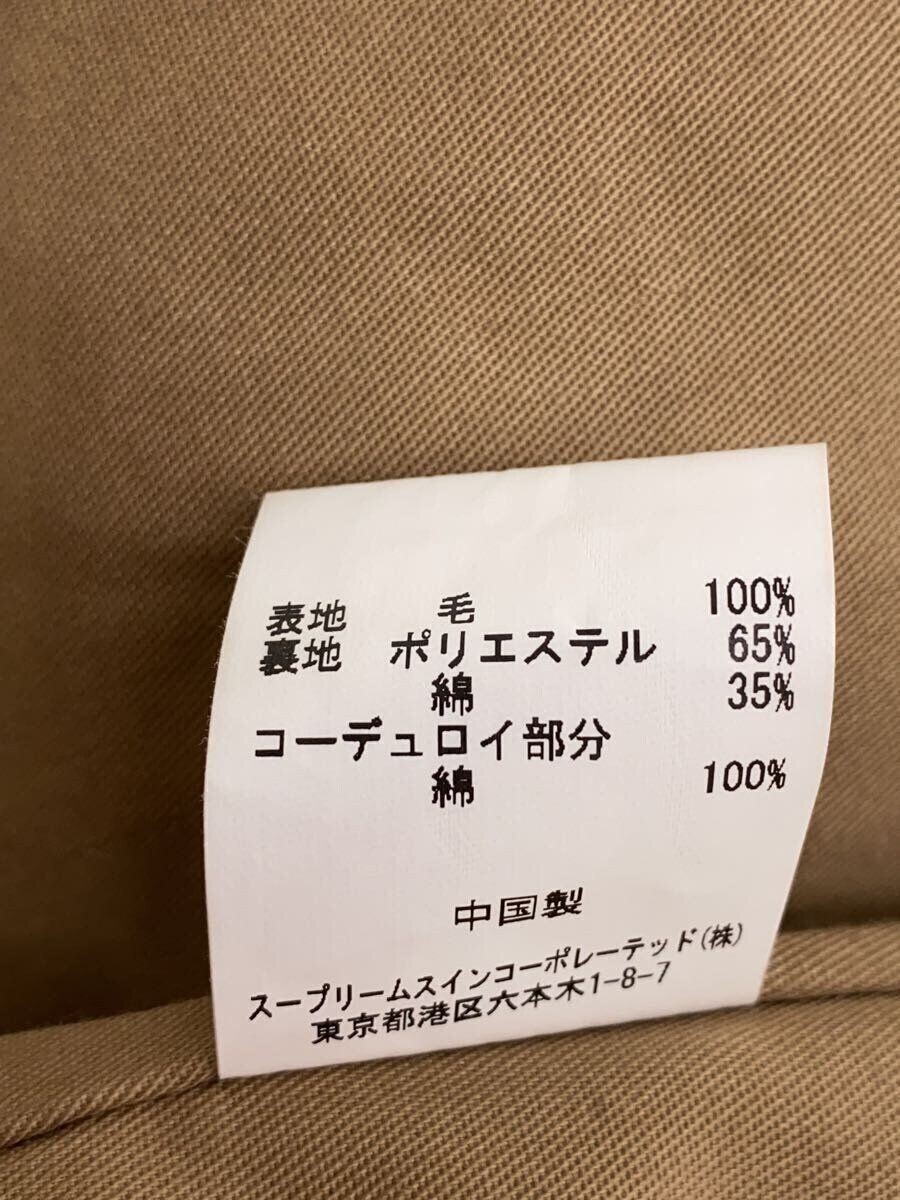 表地 毛 100%
裏地 ポリエステル 65%
綿 35%
コーデュロイ部分
綿 100%
中国製
スープリームスインコーポレーテッド(株)
東京都港区六本木1-8-7